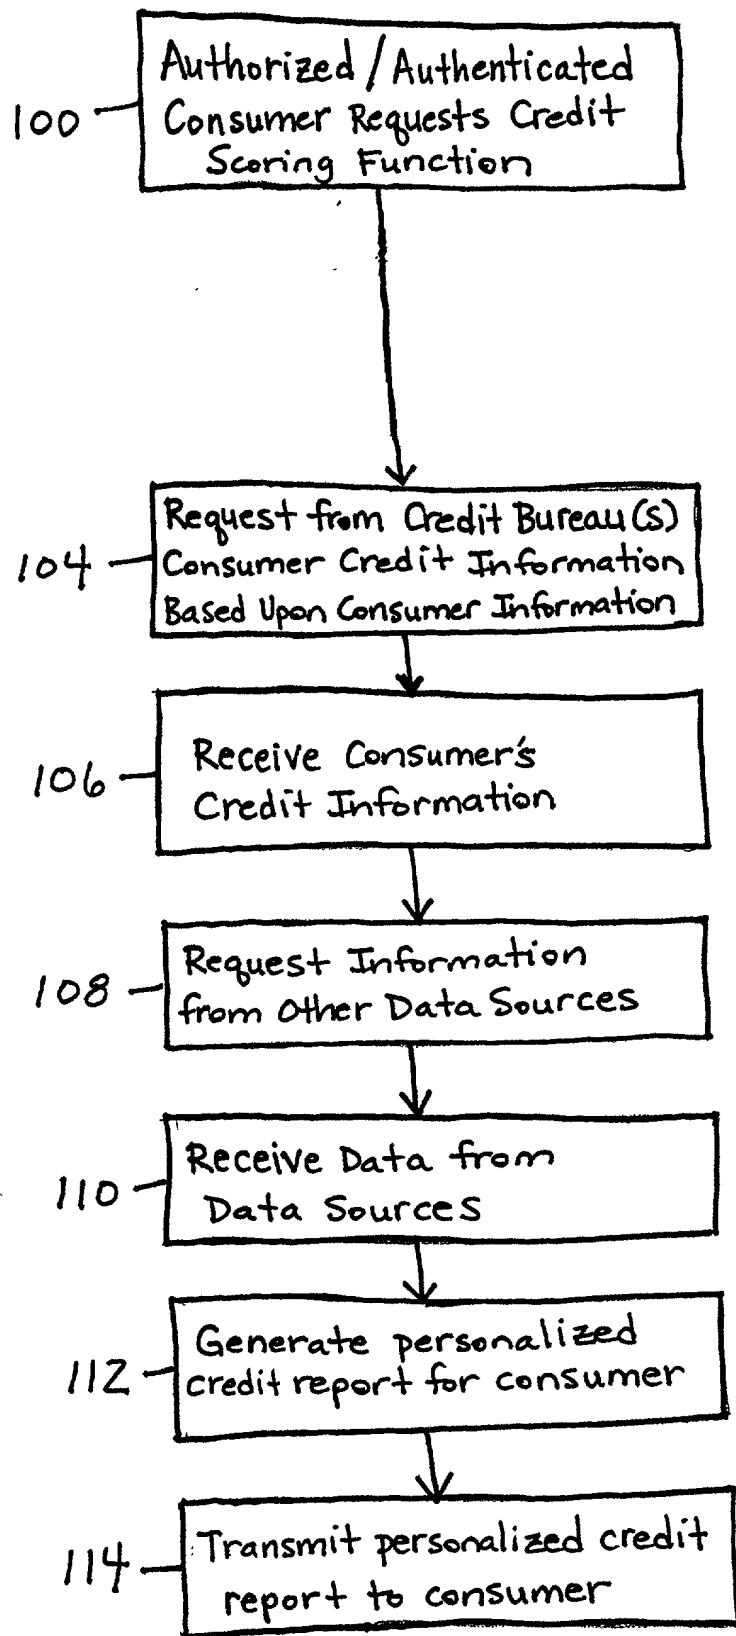 Authorized / Authenticated
100 Consumer Requests Credit
Scoring Function
Request from Credit Bureau(s)
104 Consumer Credit Information
Based Upon Consumer Information
106 Receive Consumer's
Credit Information
108 Request Information
from Other Data Sources
110 Receive Data from
Data Sources
112 Generate personalized
credit report for consumer
114 Transmit personalized credit
report to consumer